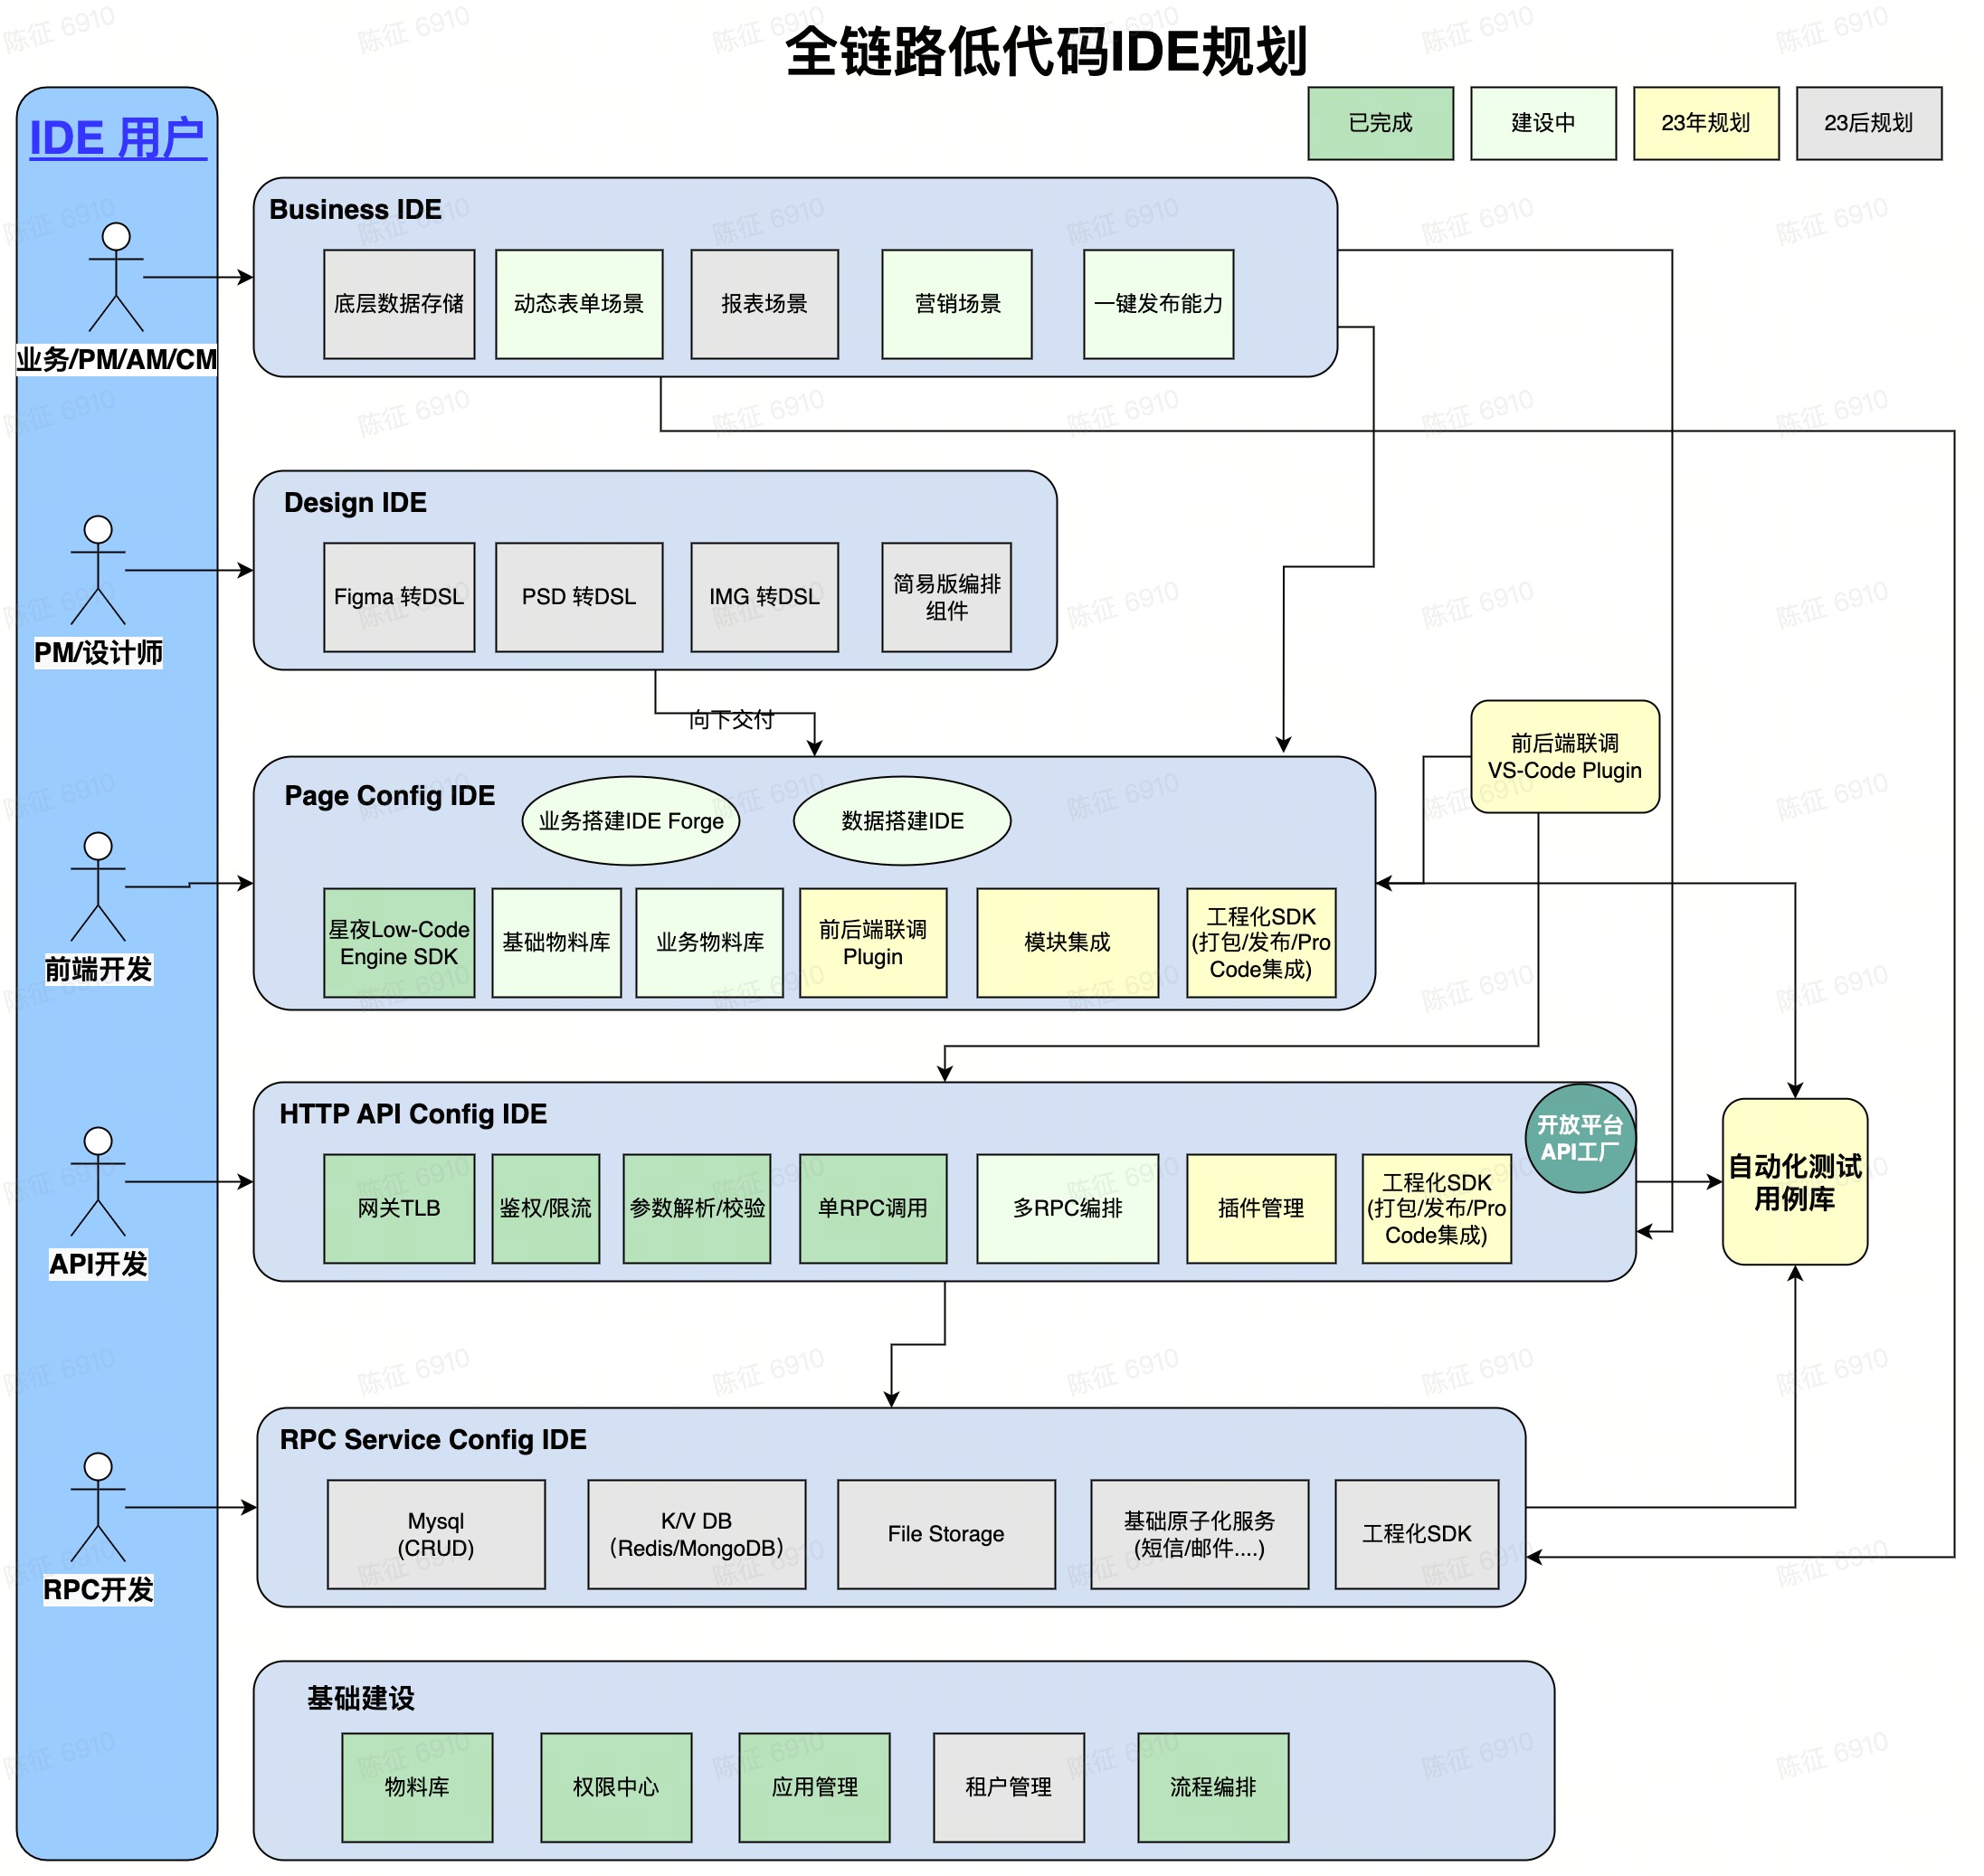 全链路低代码IDE规划
已完成
建设中
23年规划
23后规划
IDE 用户
业务/PM/AM/CM
Business IDE
底层数据存储
动态表单场景
报表场景
营销场景
一键发布能力
PM/设计师
Design IDE
Figma 转DSL
PSD 转DSL
IMG 转DSL
简易版编排
组件
向下交付
前后端联调
VS-Code Plugin
前端开发
Page Config IDE
业务搭建IDE Forge
数据搭建IDE
星夜Low-Code
Engine SDK
基础物料库
业务物料库
前后端联调
Plugin
模块集成
工程化SDK
(打包/发布/Pro
Code集成)
API开发
HTTP API Config IDE
开放平台
API工厂
网关TLB
鉴权/限流
参数解析/校验
单RPC调用
多RPC编排
插件管理
工程化SDK
(打包/发布/Pro
Code集成)
自动化测试
用例库
RPC开发
RPC Service Config IDE
Mysql
(CRUD)
K/V DB
（Redis/MongoDB）
File Storage
基础原子化服务
(短信/邮件....)
工程化SDK
基础建设
物料库
权限中心
应用管理
租户管理
流程编排
陈征 6910